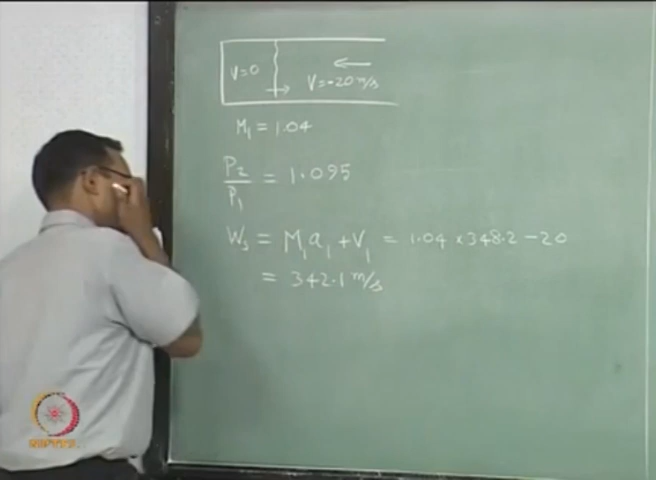 V=0
V=-20 m/s
M₁ = 1.04
P₂/P₁ = 1.095
Wₛ = M₁a₁ + V₁ = 1.04 x 348.2 - 20
= 342.1 m/s